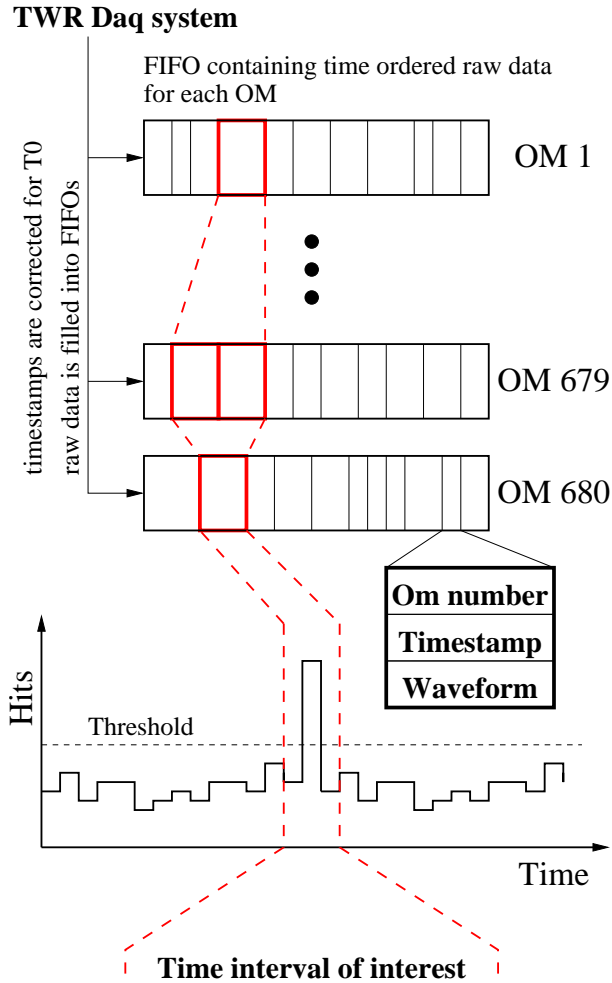 TWR Daq system
FIFO containing time ordered raw data
for each OM
OM 1
timestamps are corrected for T0
raw data is filled into FIFOs
OM 679
OM 680
Om number
Timestamp
Waveform
Hits
Threshold
Time
Time interval of interest